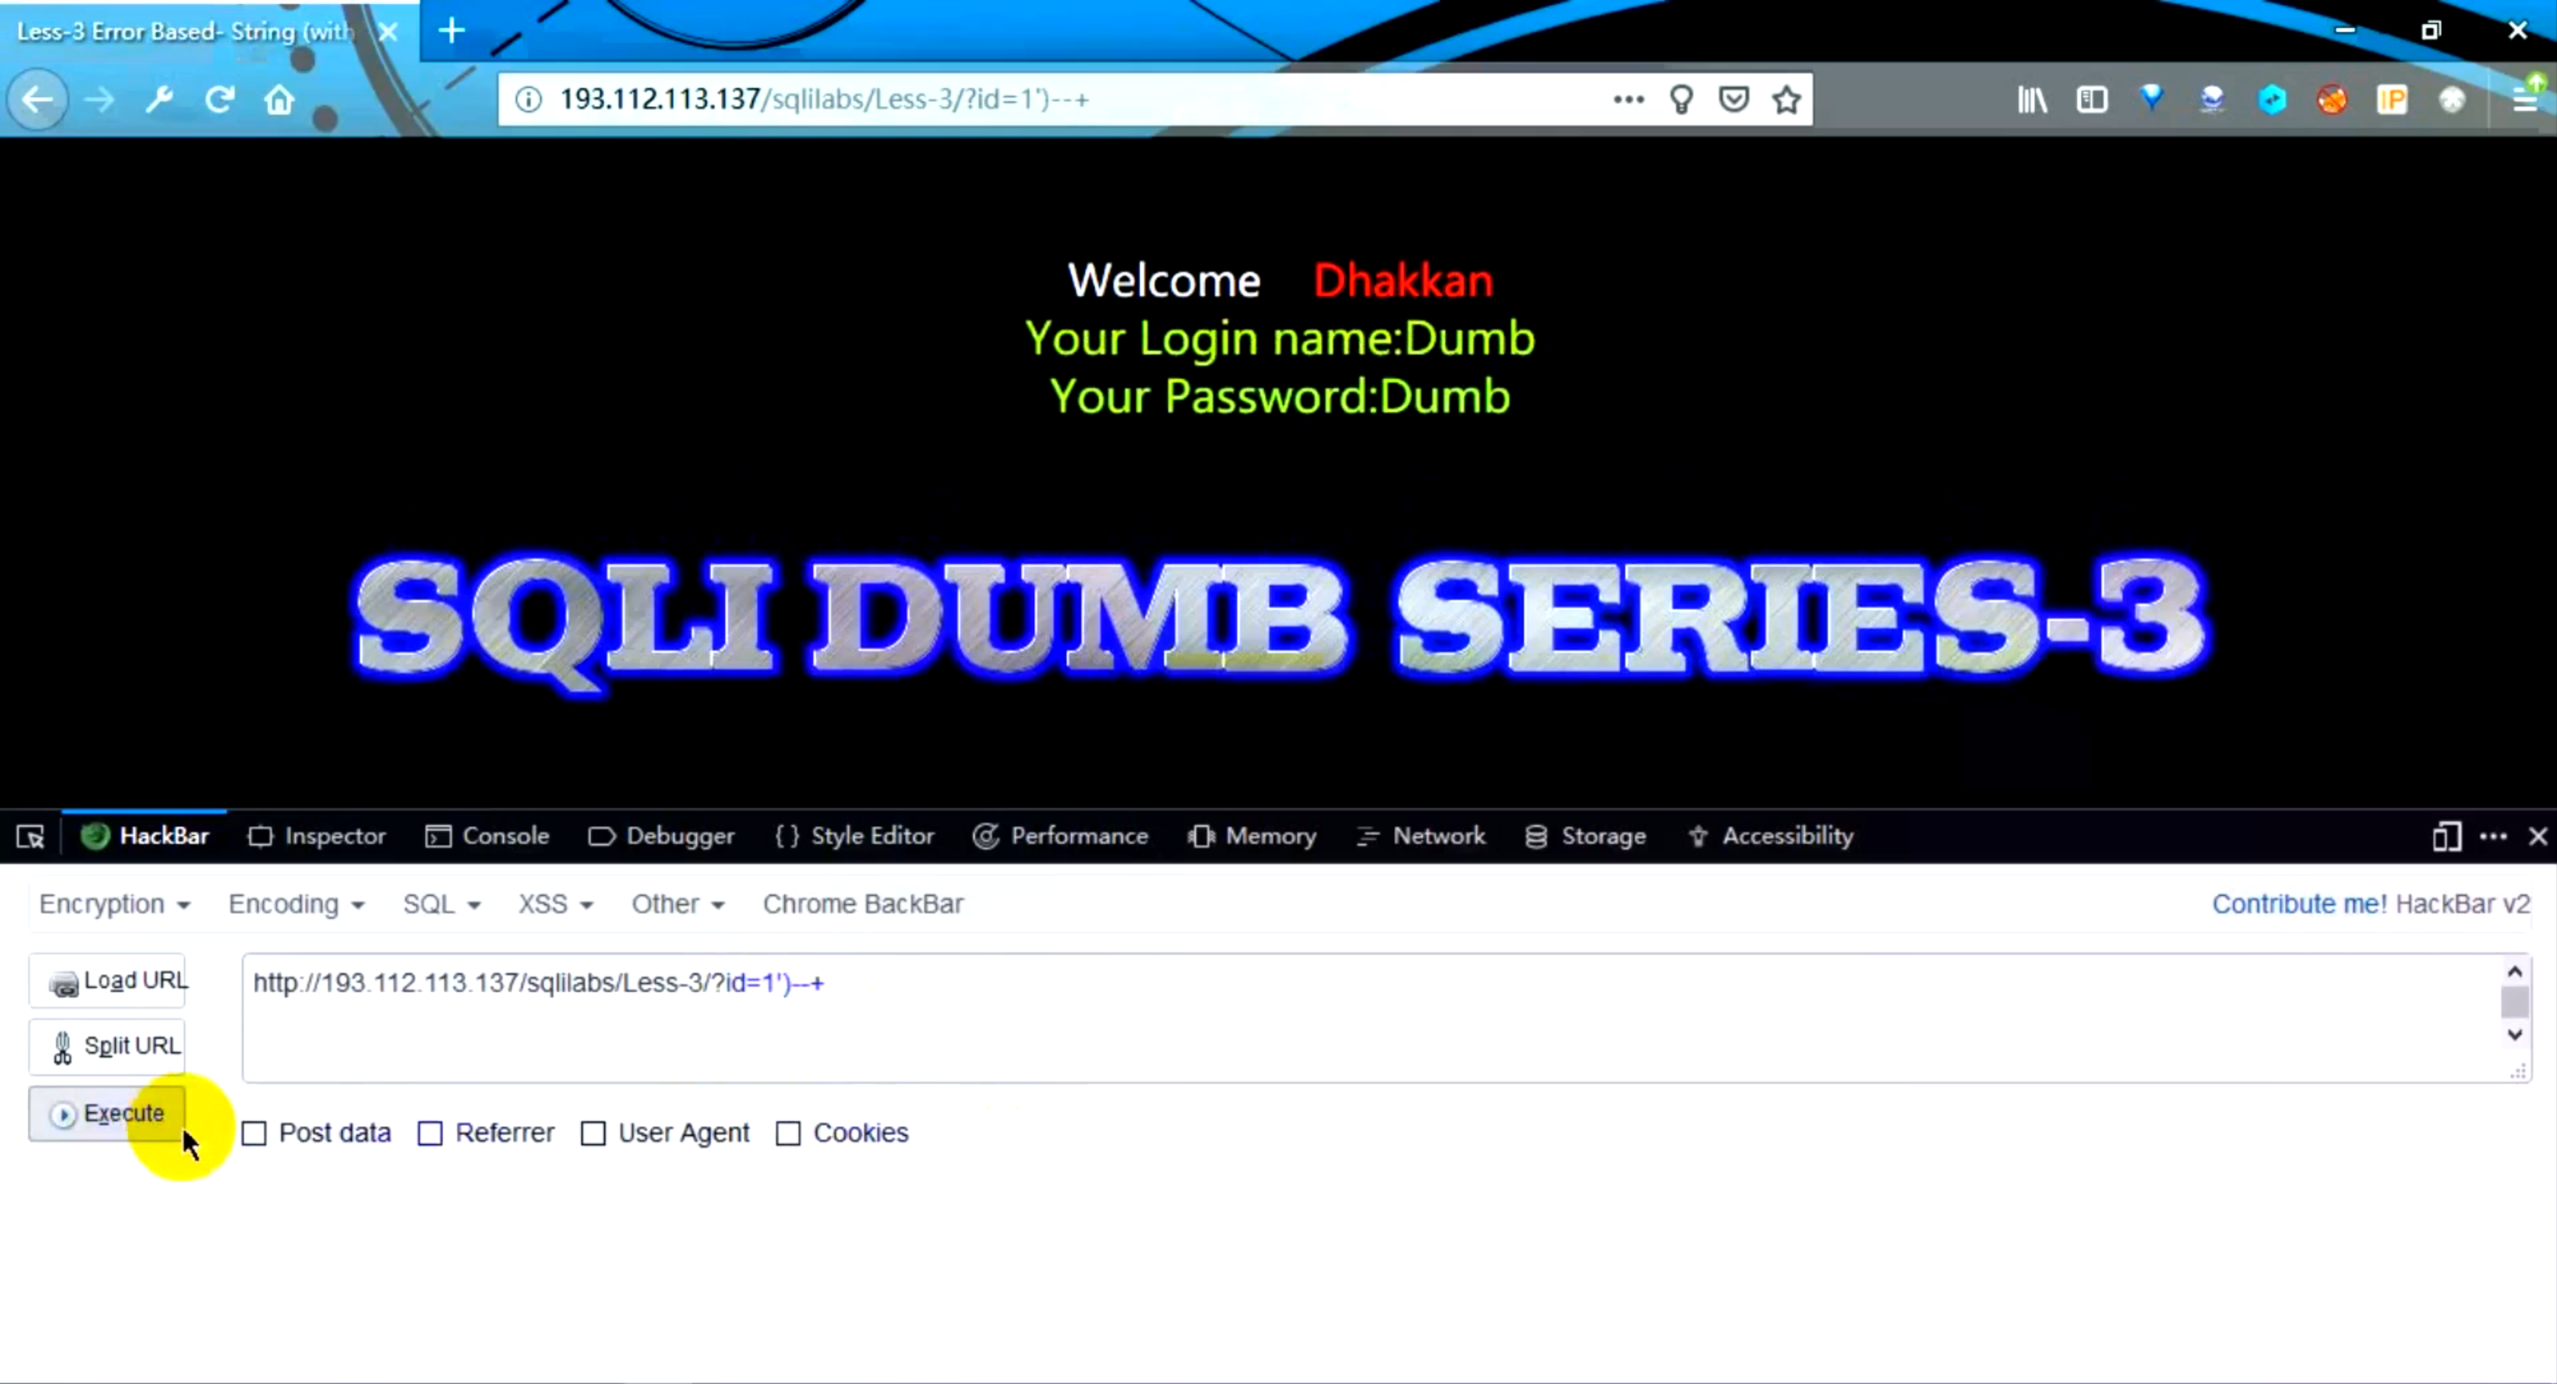 Less-3 Error Based- String (with
193.112.113.137/sqlilabs/Less-3/?id=1')--+
IP
Welcome Dhakkan
Your Login name:Dumb
Your Password:Dumb
SQLI DUMB SERIES-3
HackBar Inspector Console Debugger {} Style Editor Performance Memory Network Storage Accessibility
Encryption Encoding SQL XSS Other Chrome BackBar Contribute me! HackBar v2
Load URL
http://193.112.113.137/sqlilabs/Less-3/?id=1')--+
Split URL
Execute
Post data Referrer User Agent Cookies